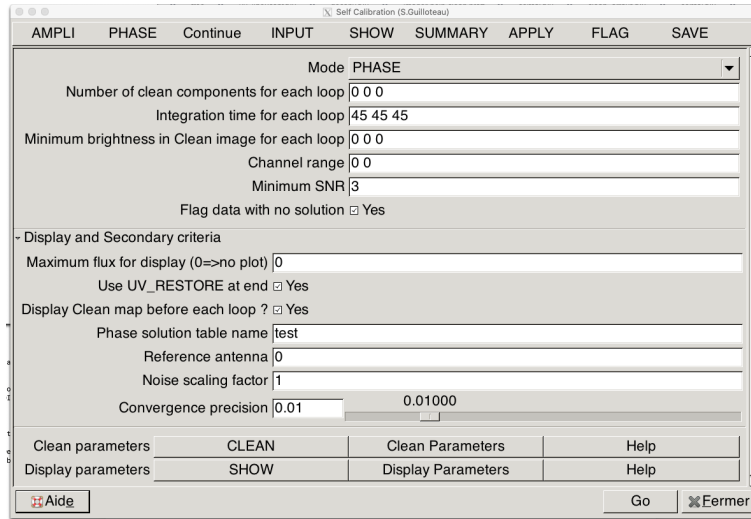 Self Calibration (S.Guilloteau)
AMPLI PHASE Continue INPUT SHOW SUMMARY APPLY FLAG SAVE
Mode PHASE
Number of clean components for each loop 0 0 0
Integration time for each loop 45 45 45
Minimum brightness in Clean image for each loop 0 0 0
Channel range 0 0
Minimum SNR 3
Flag data with no solution Yes
Display and Secondary criteria
Maximum flux for display (0=>no plot) 0
Use UV_RESTORE at end Yes
Display Clean map before each loop ? Yes
Phase solution table name test
Reference antenna 0
Noise scaling factor 1
0.01000
Convergence precision 0.01
Clean parameters CLEAN Clean Parameters Help
Display parameters SHOW Display Parameters Help
Aide Go Fermer